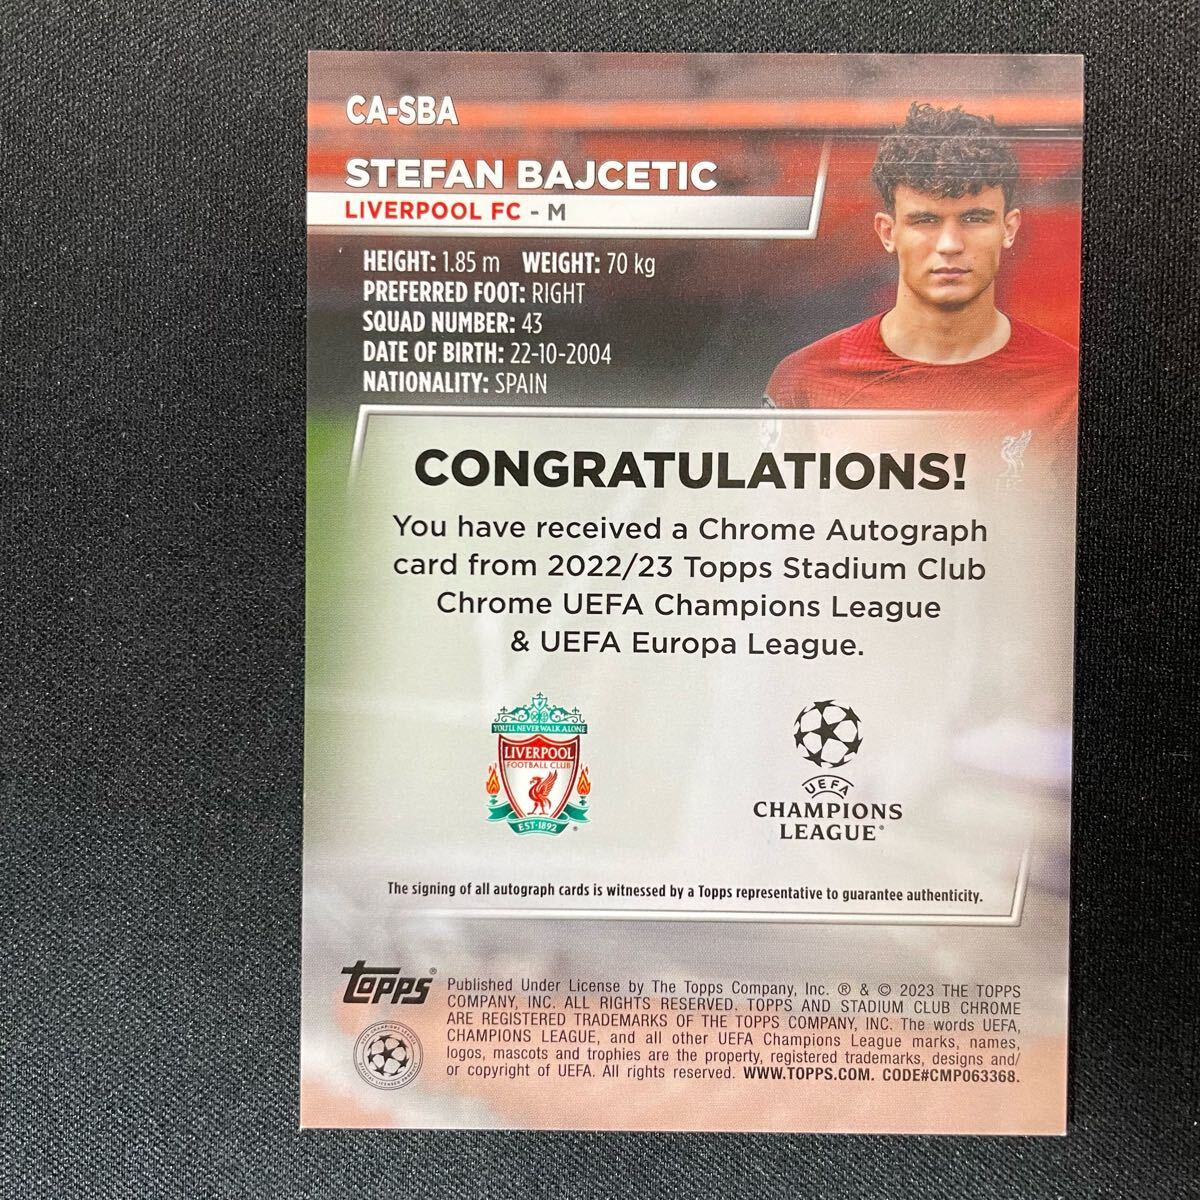 CA-SBA
STEFAN BAJCETIC
LIVERPOOL FC - M
HEIGHT: 1.85 m WEIGHT: 70 kg
PREFERRED FOOT: RIGHT
SQUAD NUMBER: 43
DATE OF BIRTH: 22-10-2004
NATIONALITY: SPAIN
CONGRATULATIONS!
You have received a Chrome Autograph
card from 2022/23 Topps Stadium Club
Chrome UEFA Champions League
& UEFA Europa League.
YOU'LL NEVER WALK ALONE
LIVERPOOL
FOOTBALL CLUB
EST·1892
UEFA
CHAMPIONS
LEAGUE®
The signing of all autograph cards is witnessed by a Topps representative to guarantee authenticity.
topps®
Published Under License by The Topps Company, Inc. ® & © 2023 THE TOPPS
COMPANY, INC. ALL RIGHTS RESERVED. TOPPS AND STADIUM CLUB CHROME
ARE REGISTERED TRADEMARKS OF THE TOPPS COMPANY, INC. The words UEFA,
CHAMPIONS LEAGUE, and all other UEFA Champions League marks, names,
logos, mascots and trophies are the property, registered trademarks, designs and/
or copyright of UEFA. All rights reserved. WWW.TOPPS.COM. CODE#CMP063368.